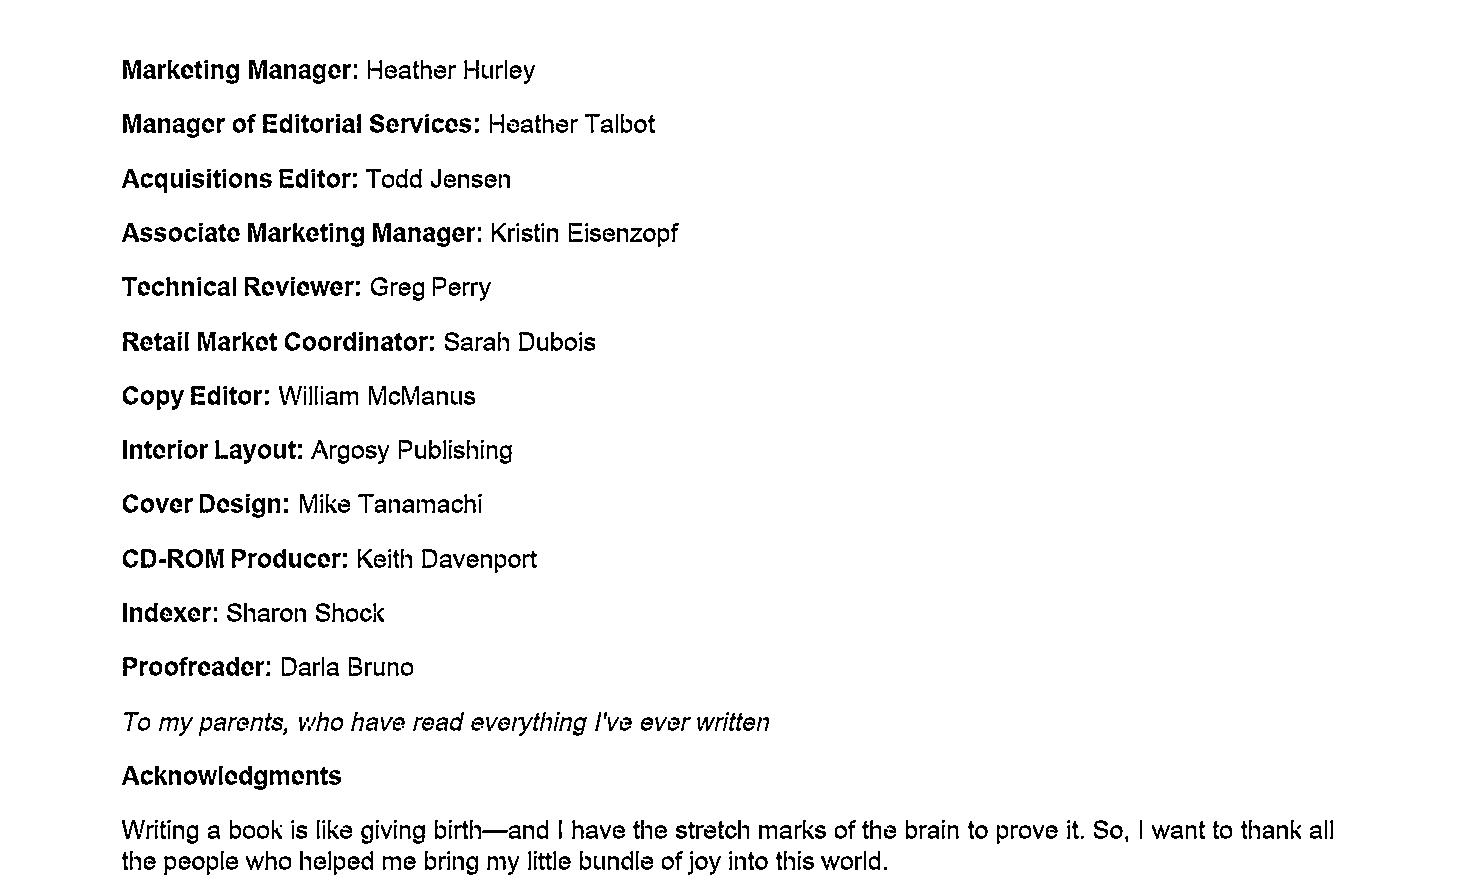 Marketing Manager: Heather Hurley
Manager of Editorial Services: Heather Talbot
Acquisitions Editor: Todd Jensen
Associate Marketing Manager: Kristin Eisenzopf
Technical Reviewer: Greg Perry
Retail Market Coordinator: Sarah Dubois
Copy Editor: William McManus
Interior Layout: Argosy Publishing
Cover Design: Mike Tanamachi
CD-ROM Producer: Keith Davenport
Indexer: Sharon Shock
Proofreader: Darla Bruno
To my parents, who have read everything I've ever written
Acknowledgments
Writing a book is like giving birth—and I have the stretch marks of the brain to prove it. So, I want to thank all
the people who helped me bring my little bundle of joy into this world.